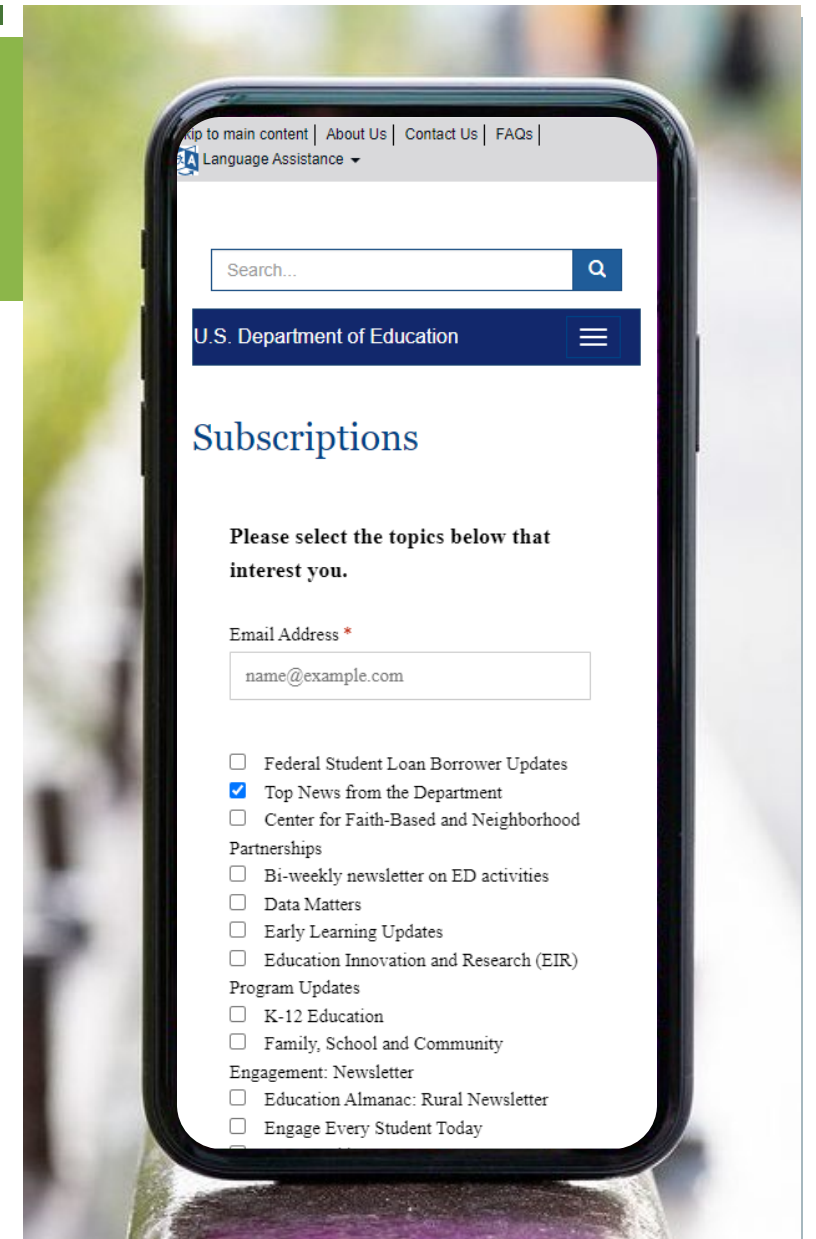 kip to main content | About Us | Contact Us | FAQs |
Language Assistance
Search...
U.S. Department of Education
Subscriptions
Please select the topics below that
interest you.
Email Address *
name@example.com
Federal Student Loan Borrower Updates
Top News from the Department
Center for Faith-Based and Neighborhood
Partnerships
Bi-weekly newsletter on ED activities
Data Matters
Early Learning Updates
Education Innovation and Research (EIR)
Program Updates
K-12 Education
Family, School and Community
Engagement: Newsletter
Education Almanac: Rural Newsletter
Engage Every Student Today